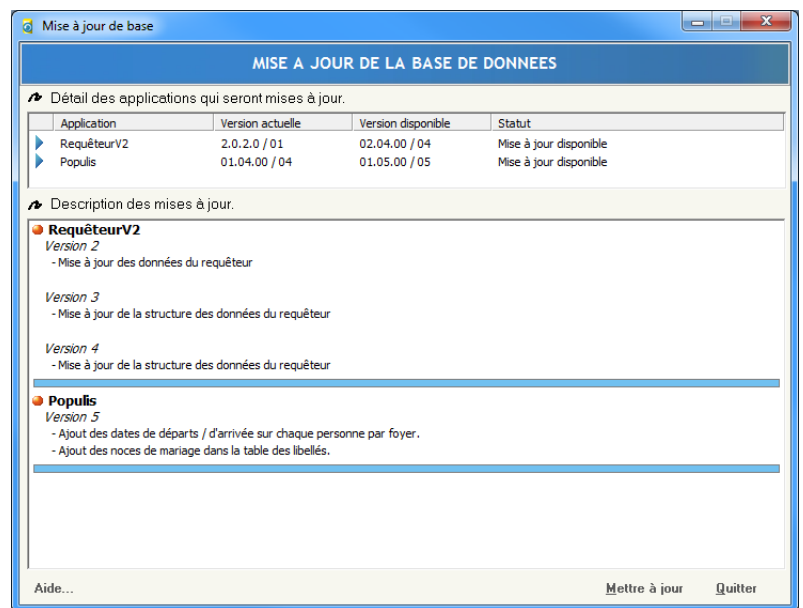 Mise à jour de base
MISE A JOUR DE LA BASE DE DONNEES
Détail des applications qui seront mises à jour.
Application Version actuelle Version disponible Statut
RequêteurV2 2.0.2.0 / 01 02.04.00 / 04 Mise à jour disponible
Populis 01.04.00 / 04 01.05.00 / 05 Mise à jour disponible
Description des mises à jour.
RequêteurV2
Version 2
- Mise à jour des données du requêteur
Version 3
- Mise à jour de la structure des données du requêteur
Version 4
- Mise à jour de la structure des données du requêteur
Populis
Version 5
- Ajout des dates de départs / d'arrivée sur chaque personne par foyer.
- Ajout des noces de mariage dans la table des libellés.
Aide... Mettre à jour Quitter